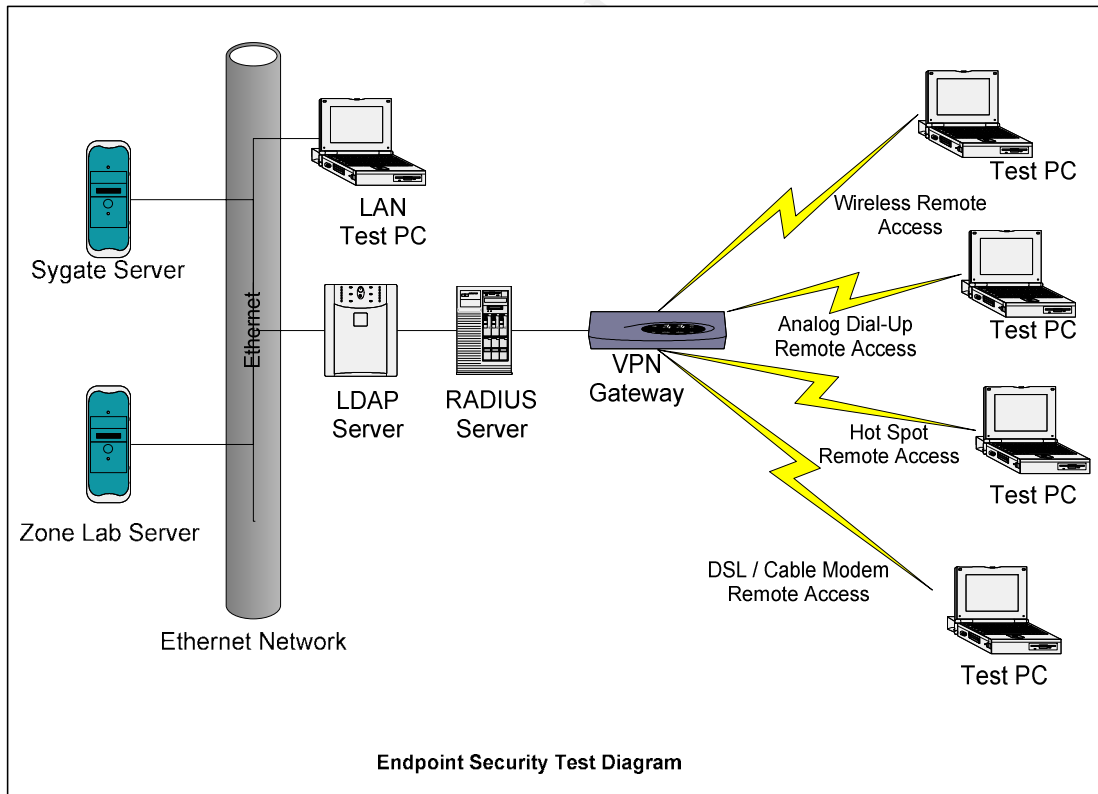 Test PC
Wireless Remote
Access
LAN
Test PC
Sygate Server
Ethernet
Test PC
Analog Dial-Up
Remote Access
VPN
Gateway
LDAP
Server
RADIUS
Server
Hot Spot
Remote Access
Test PC
Zone Lab Server
DSL / Cable Modem
Remote Access
Ethernet Network
Test PC
Endpoint Security Test Diagram